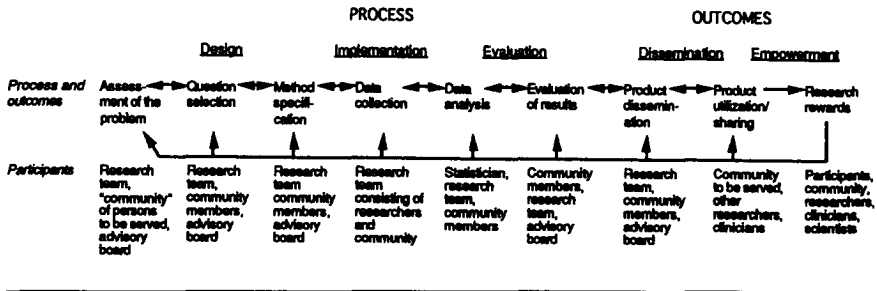 PROCESS OUTCOMES
Design Implementation Evaluation Dissemination Empowerment
Process and outcomes
Assess-
ment of the
problem
Question
selection
Method
specifi-
cation
Data
collection
Data
analysis
Evaluation
of results
Product
dissemin-
ation
Product
utilization/
sharing
Research
rewards
Participants
Research
team,
"community"
of persons
to be served,
advisory
board
Research
team,
community
members,
advisory
board
Research
team
community
members,
advisory
board
Research
team
consisting of
researchers
and
community
Statistician,
research
team,
community
members
Community
members,
research
team,
advisory
board
Research
team,
community
members,
advisory
board
Community
to be served,
other
researchers,
clinicians
Participants,
community,
researchers,
clinicians,
scientists